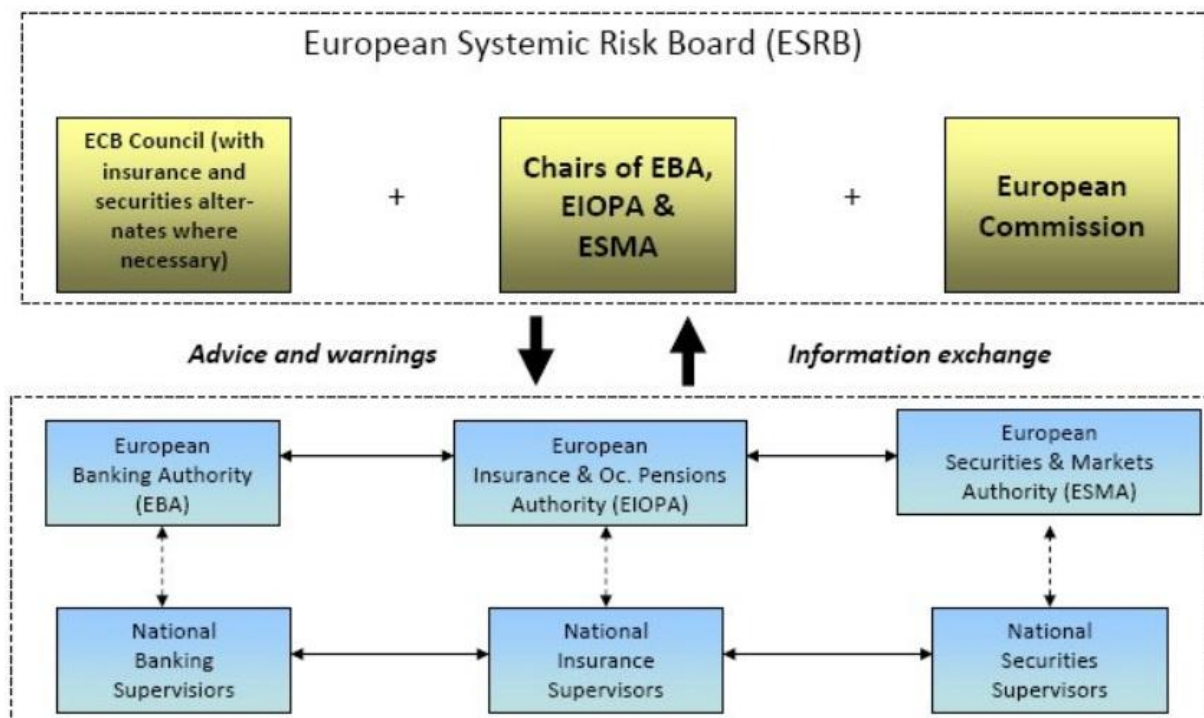 European Systemic Risk Board (ESRB)
ECB Council (with
insurance and
securities alter-
nates where
necessary)
+
Chairs of EBA,
EIOPA &
ESMA
+
European
Commission
Advice and warnings
Information exchange
European
Banking Authority
(EBA)
European
Insurance & Oc. Pensions
Authority (EIOPA)
European
Securities & Markets
Authority (ESMA)
National
Banking
Supervisiors
National
Insurance
Supervisors
National
Securities
Supervisors